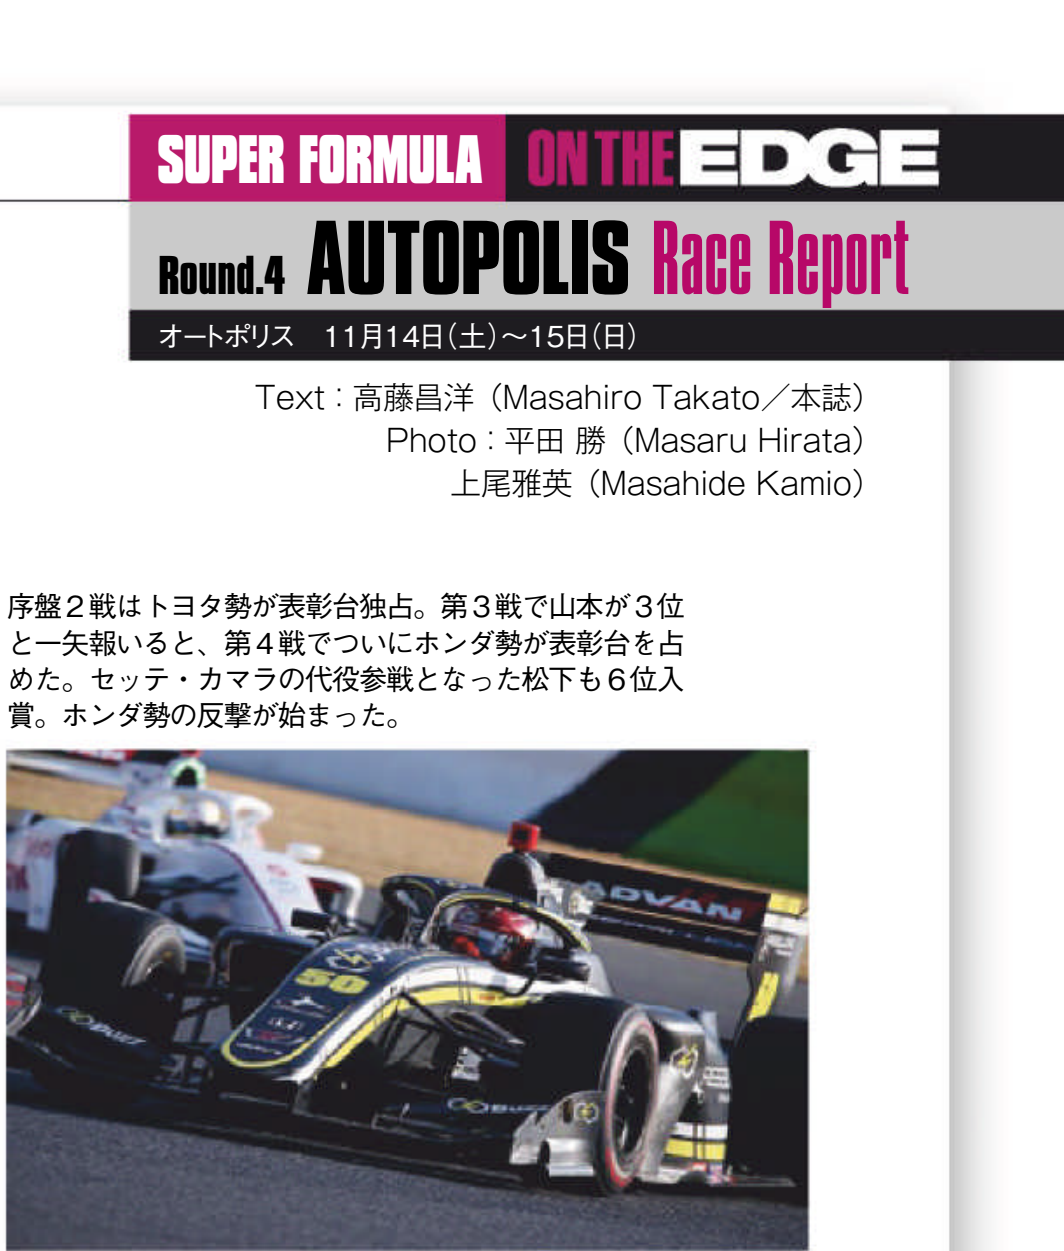 SUPER FORMULA ON THE EDGE
Round.4 AUTOPOLIS Race Report
オートポリス　11月14日（土）〜15日（日）
Text：高藤昌洋（Masahiro Takato／本誌）
Photo：平田 勝（Masaru Hirata）
上尾雅英（Masahide Kamio）
序盤２戦はトヨタ勢が表彰台独占。第３戦で山本が３位
と一矢報いると、第４戦でついにホンダ勢が表彰台を占
めた。セッテ・カマラの代役参戦となった松下も６位入
賞。ホンダ勢の反撃が始まった。
ADVAN
50
Buzz
Buzz